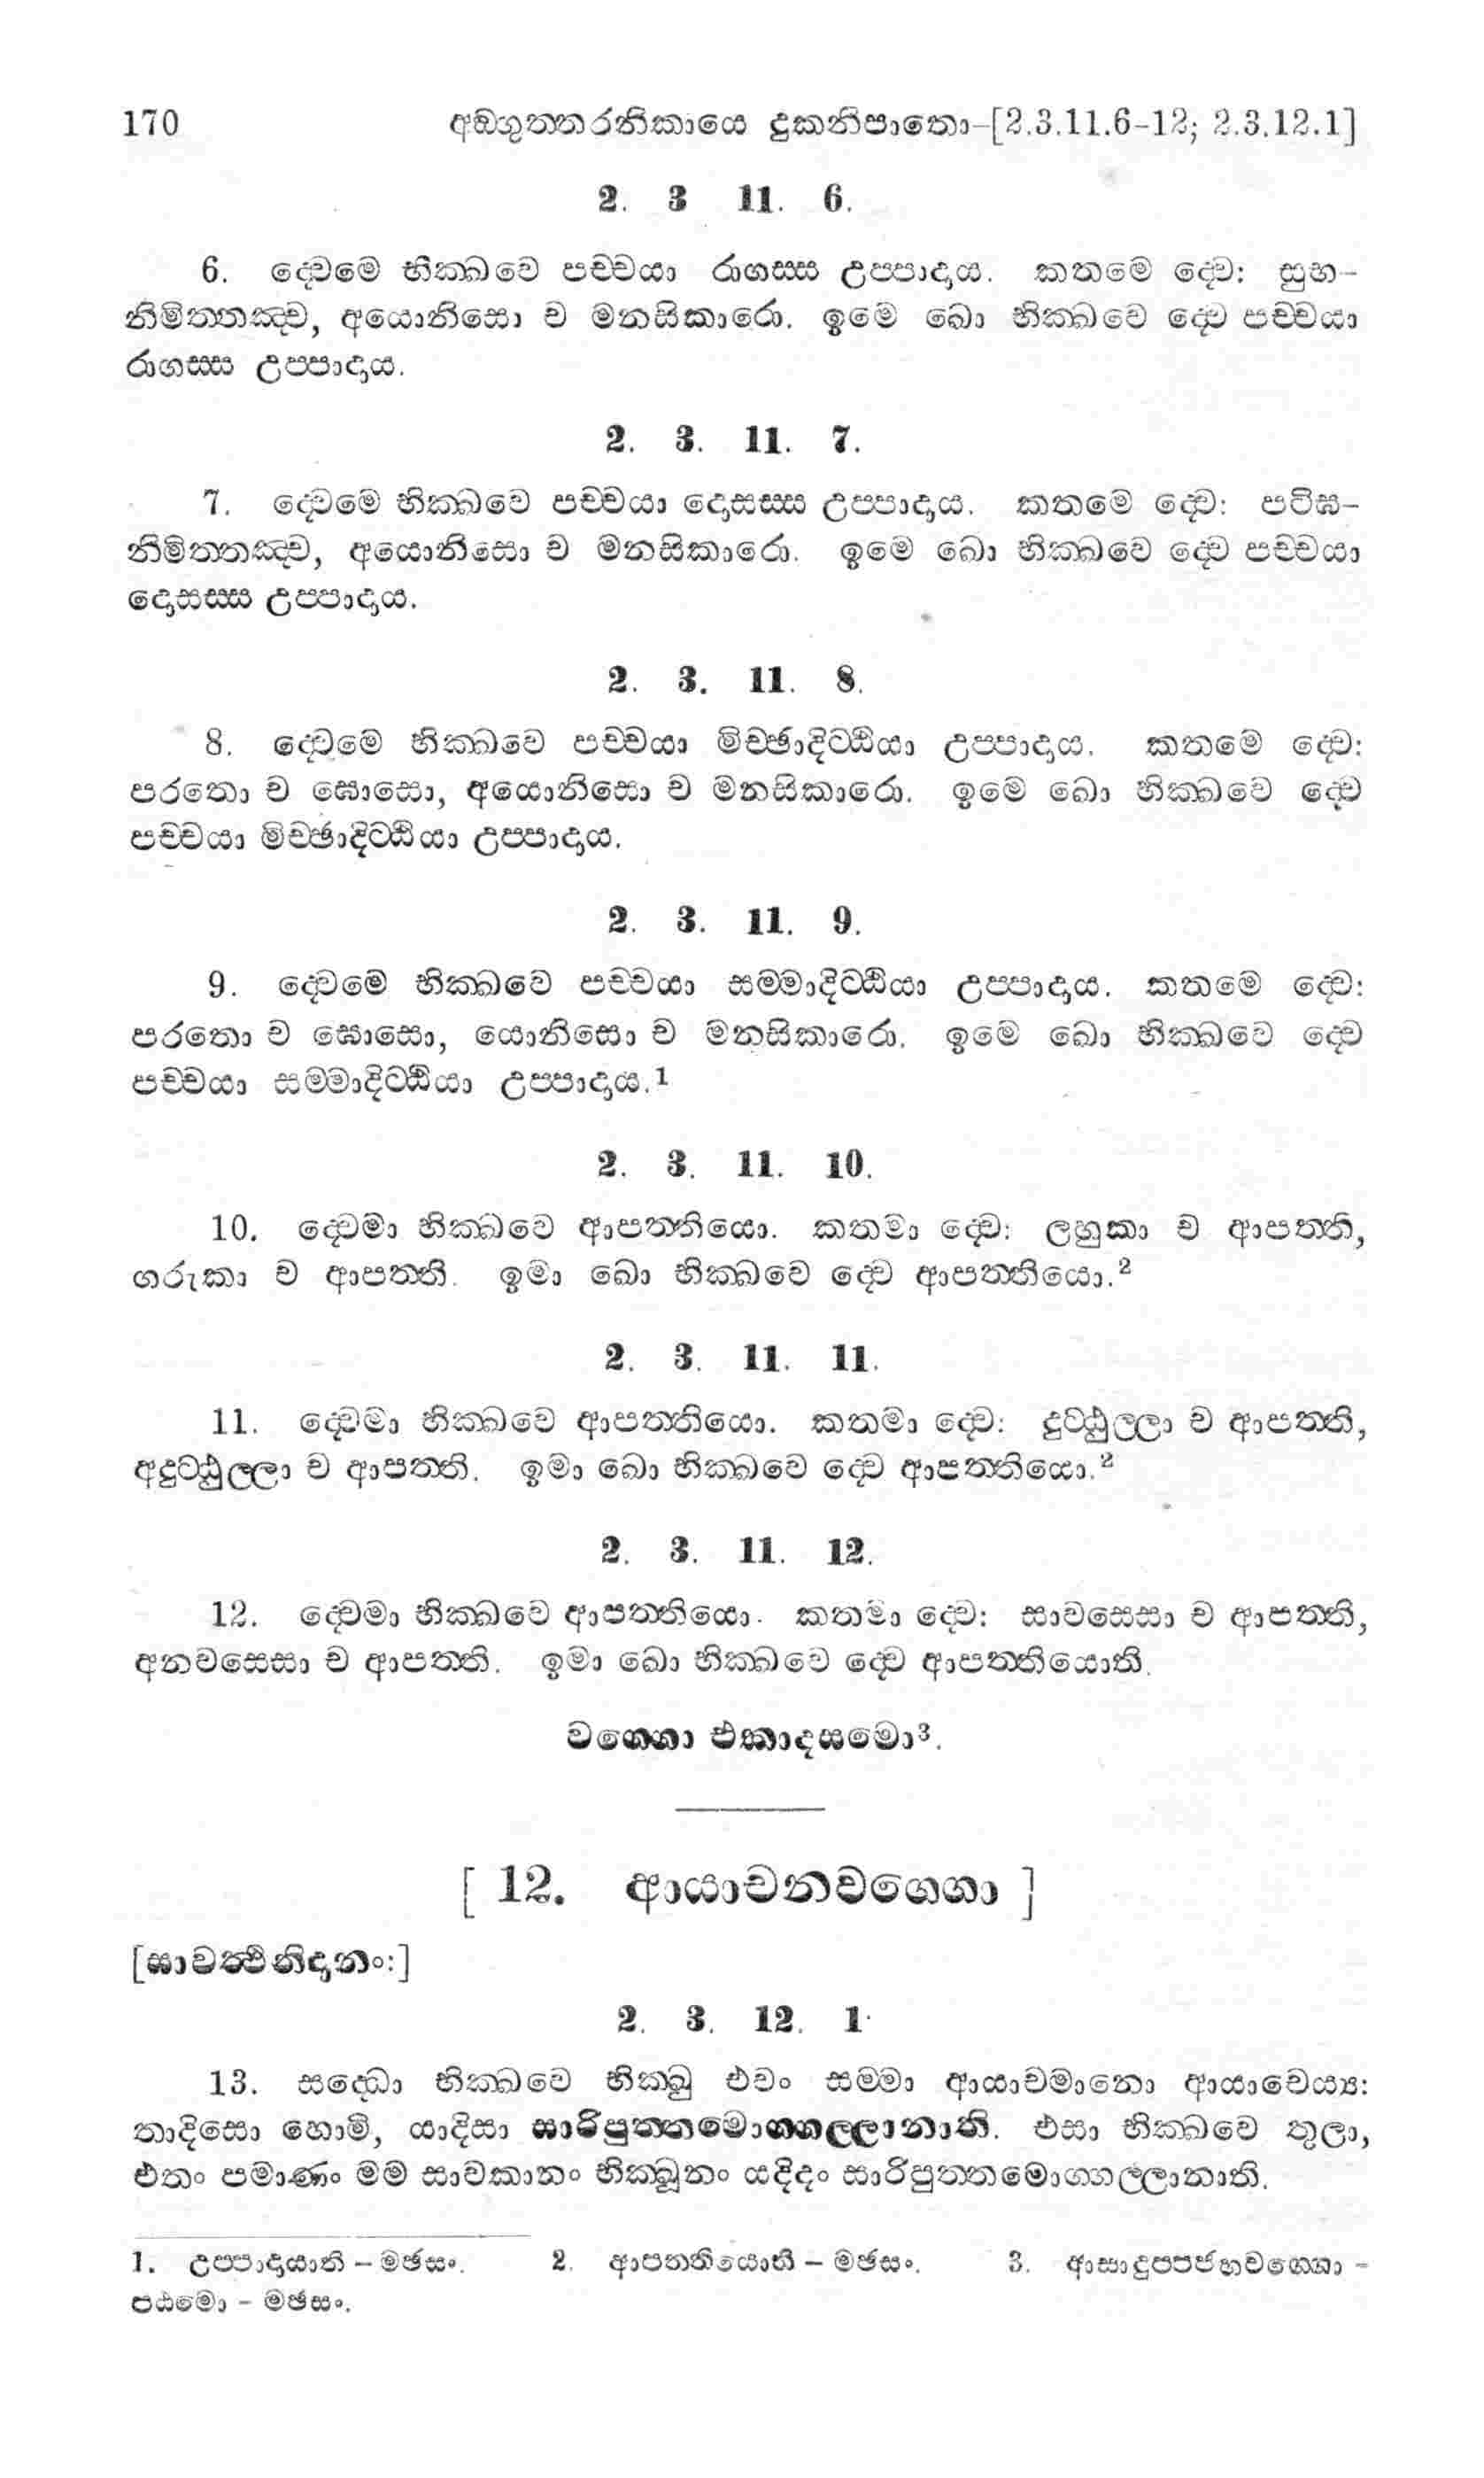 170 අඞගුත්තරනිකායෙ දුකනිපාතො-[2.3.11.6-12; 2.3.12.1]
2. 3 11. 6.
6. ද්වෙමෙ භික්ඛවෙ පච්චයා රාගස්ස උප්පාදාය. කතමෙ ද්වෙ: සුභ-
නිමිත්තඤ්ච, අයොනිසො ච මනසිකාරො. ඉමෙ ඛො භික්ඛවෙ ද්වෙ පච්චයා
රාගස්ස උප්පාදාය.
2. 3. 11. 7.
7. ද්වෙමෙ භික්ඛවෙ පච්චයා දොසස්ස උප්පාදාය. කතමෙ ද්වෙ: පටිඝ-
නිමිත්තඤ්ච, අයොනිසො ච මනසිකාරො. ඉමෙ ඛො භික්ඛවෙ ද්වෙ පච්චයා
දොසස්ස උප්පාදාය.
2. 3. 11. 8.
8. ද්වෙමෙ භික්ඛවෙ පච්චයා මිච්ඡාදිට්ඨියා උප්පාදාය. කතමෙ ද්වෙ:
පරතො ච ඝොසො, අයොනිසො ච මනසිකාරො. ඉමෙ ඛො භික්ඛවෙ ද්වෙ
පච්චයා මිච්ඡාදිට්ඨියා උප්පාදාය.
2. 3. 11. 9.
9. ද්වෙමෙ භික්ඛවෙ පච්චයා සම්මාදිට්ඨියා උප්පාදාය. කතමෙ ද්වෙ:
පරතො ච ඝොසො, යොනිසො ච මනසිකාරො. ඉමෙ ඛො භික්ඛවෙ ද්වෙ
පච්චයා සම්මාදිට්ඨියා උප්පාදාය.1
2. 3. 11. 10.
10. ද්වෙමා භික්ඛවෙ ආපත්තියො. කතමා ද්වෙ: ලහුකා ච ආපත්ති,
ගරුකා ච ආපත්ති. ඉමා ඛො භික්ඛවෙ ද්වෙ ආපත්තියො.2
2. 3. 11. 11.
11. ද්වෙමා භික්ඛවෙ ආපත්තියො. කතමා ද්වෙ: දුට්ඨුල්ලා ච ආපත්ති,
අදුට්ඨුල්ලා ච ආපත්ති. ඉමා ඛො භික්ඛවෙ ද්වෙ ආපත්තියො.2
2. 3. 11. 12.
12. ද්වෙමා භික්ඛවෙ ආපත්තියො. කතමා ද්වෙ: සාවසෙසා ච ආපත්ති,
අනවසෙසා ච ආපත්ති. ඉමා ඛො භික්ඛවෙ ද්වෙ ආපත්තියොති.
වග්ගො එකාදසමො3.
[ 12. ආයාචනවග්ගො ]
[සාවත්ථිනිදානං:]
2. 3. 12. 1.
13. සද්ධො භික්ඛවෙ භික්ඛු එවං සම්මා ආයාචමානො ආයාචෙය්‍ය:
තාදිසො හොමි, යාදිසා සාරිපුත්තමොග්ගල්ලානාති. එසා භික්ඛවෙ තුලා,
එතං පමාණං මම සාවකානං භික්ඛූනං යදිදං සාරිපුත්තමොග්ගල්ලානාති.
1. උප්පාදායාති – මඡසං. 2. ආපත්තියොති – මඡසං. 3. ආසාදුප්පජහවග්ගො –
පඨමො – මඡසං.